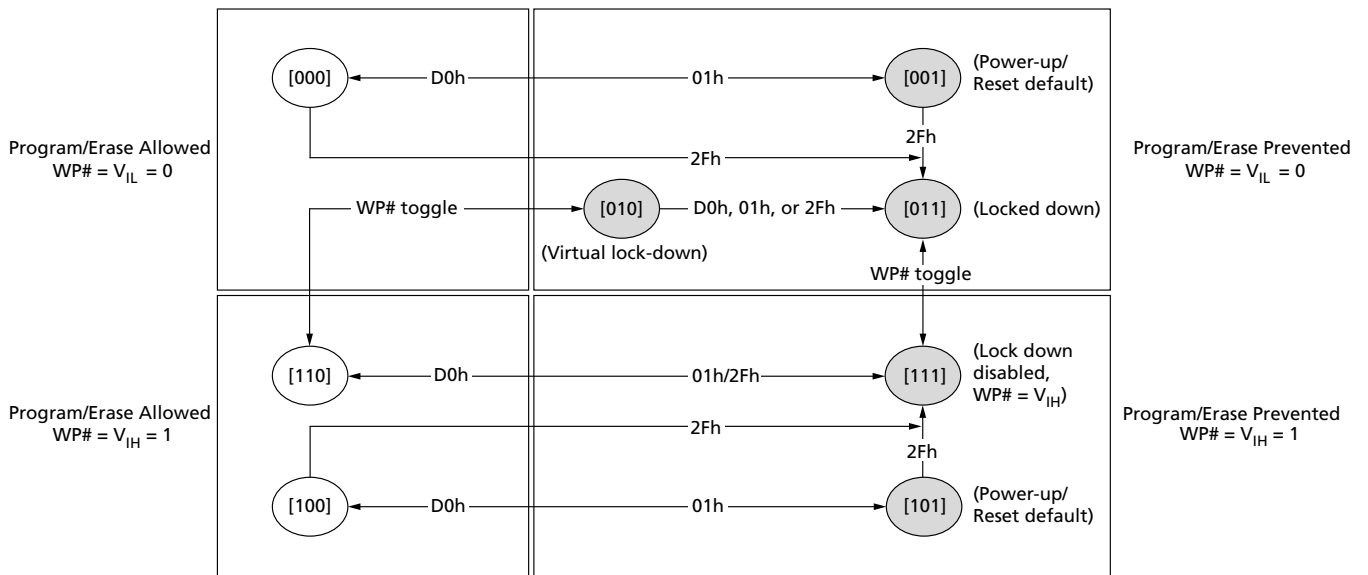 [000]
D0h
01h
[001]
(Power-up/
Reset default)
2Fh
Program/Erase Allowed
WP# = VIL = 0
2Fh
Program/Erase Prevented
WP# = VIL = 0
WP# toggle
[010]
D0h, 01h, or 2Fh
[011]
(Locked down)
(Virtual lock-down)
WP# toggle
[110]
D0h
01h/2Fh
[111]
(Lock down
disabled,
WP# = VIH)
Program/Erase Allowed
WP# = VIH = 1
2Fh
Program/Erase Prevented
WP# = VIH = 1
2Fh
[100]
D0h
01h
[101]
(Power-up/
Reset default)